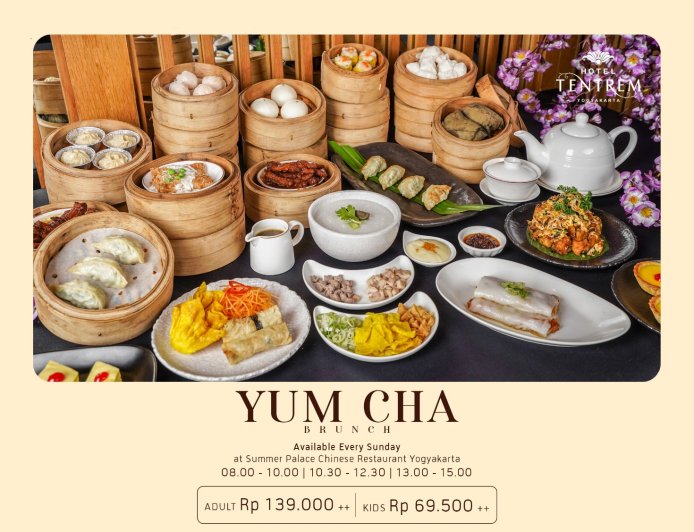 HOTEL
TENTREM
YOGYAKARTA
YUM CHA
BRUNCH
Available Every Sunday
at Summer Palace Chinese Restaurant Yogyakarta
08.00 - 10.00 | 10.30 - 12.30 | 13.00 - 15.00
ADULT Rp 139.000 ++ | KIDS Rp 69.500 ++